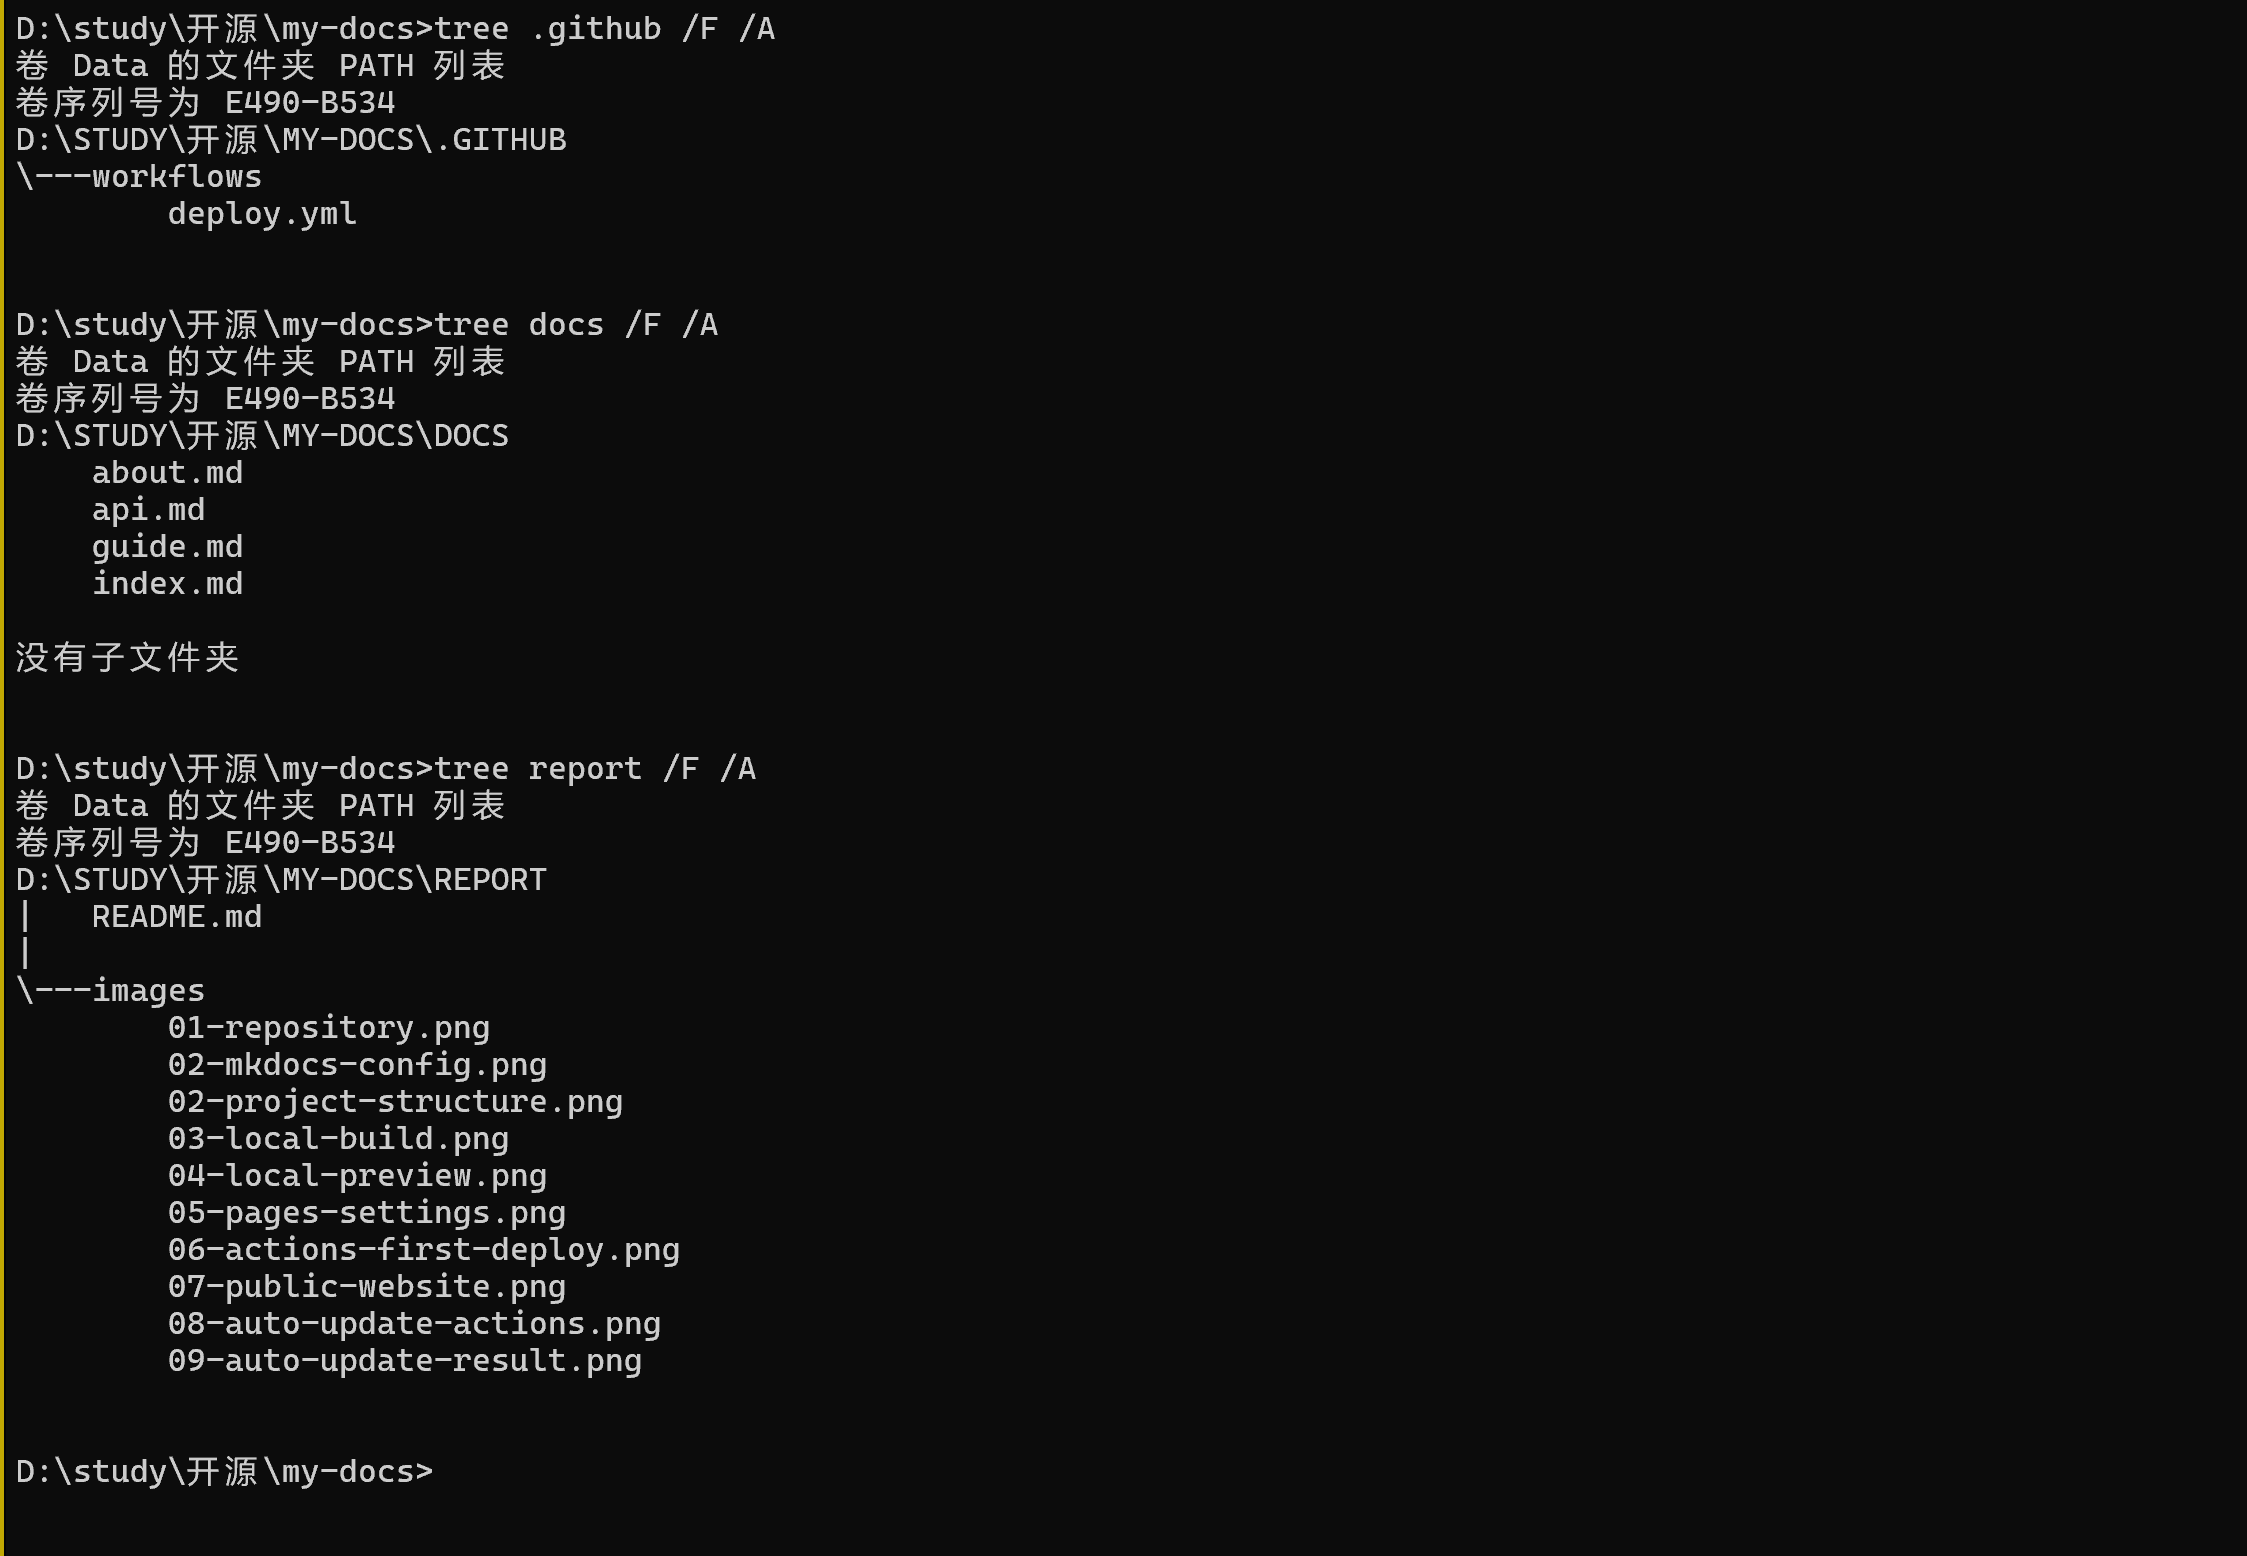 D:\study\开源\my-docs>tree .github /F /A
卷 Data 的文件夹 PATH 列表
卷序列号为 E490-B534
D:\STUDY\开源\MY-DOCS\.GITHUB
\---workflows
        deploy.yml
D:\study\开源\my-docs>tree docs /F /A
卷 Data 的文件夹 PATH 列表
卷序列号为 E490-B534
D:\STUDY\开源\MY-DOCS\DOCS
    about.md
    api.md
    guide.md
    index.md
没有子文件夹
D:\study\开源\my-docs>tree report /F /A
卷 Data 的文件夹 PATH 列表
卷序列号为 E490-B534
D:\STUDY\开源\MY-DOCS\REPORT
|   README.md
|
\---images
        01-repository.png
        02-mkdocs-config.png
        02-project-structure.png
        03-local-build.png
        04-local-preview.png
        05-pages-settings.png
        06-actions-first-deploy.png
        07-public-website.png
        08-auto-update-actions.png
        09-auto-update-result.png
D:\study\开源\my-docs>